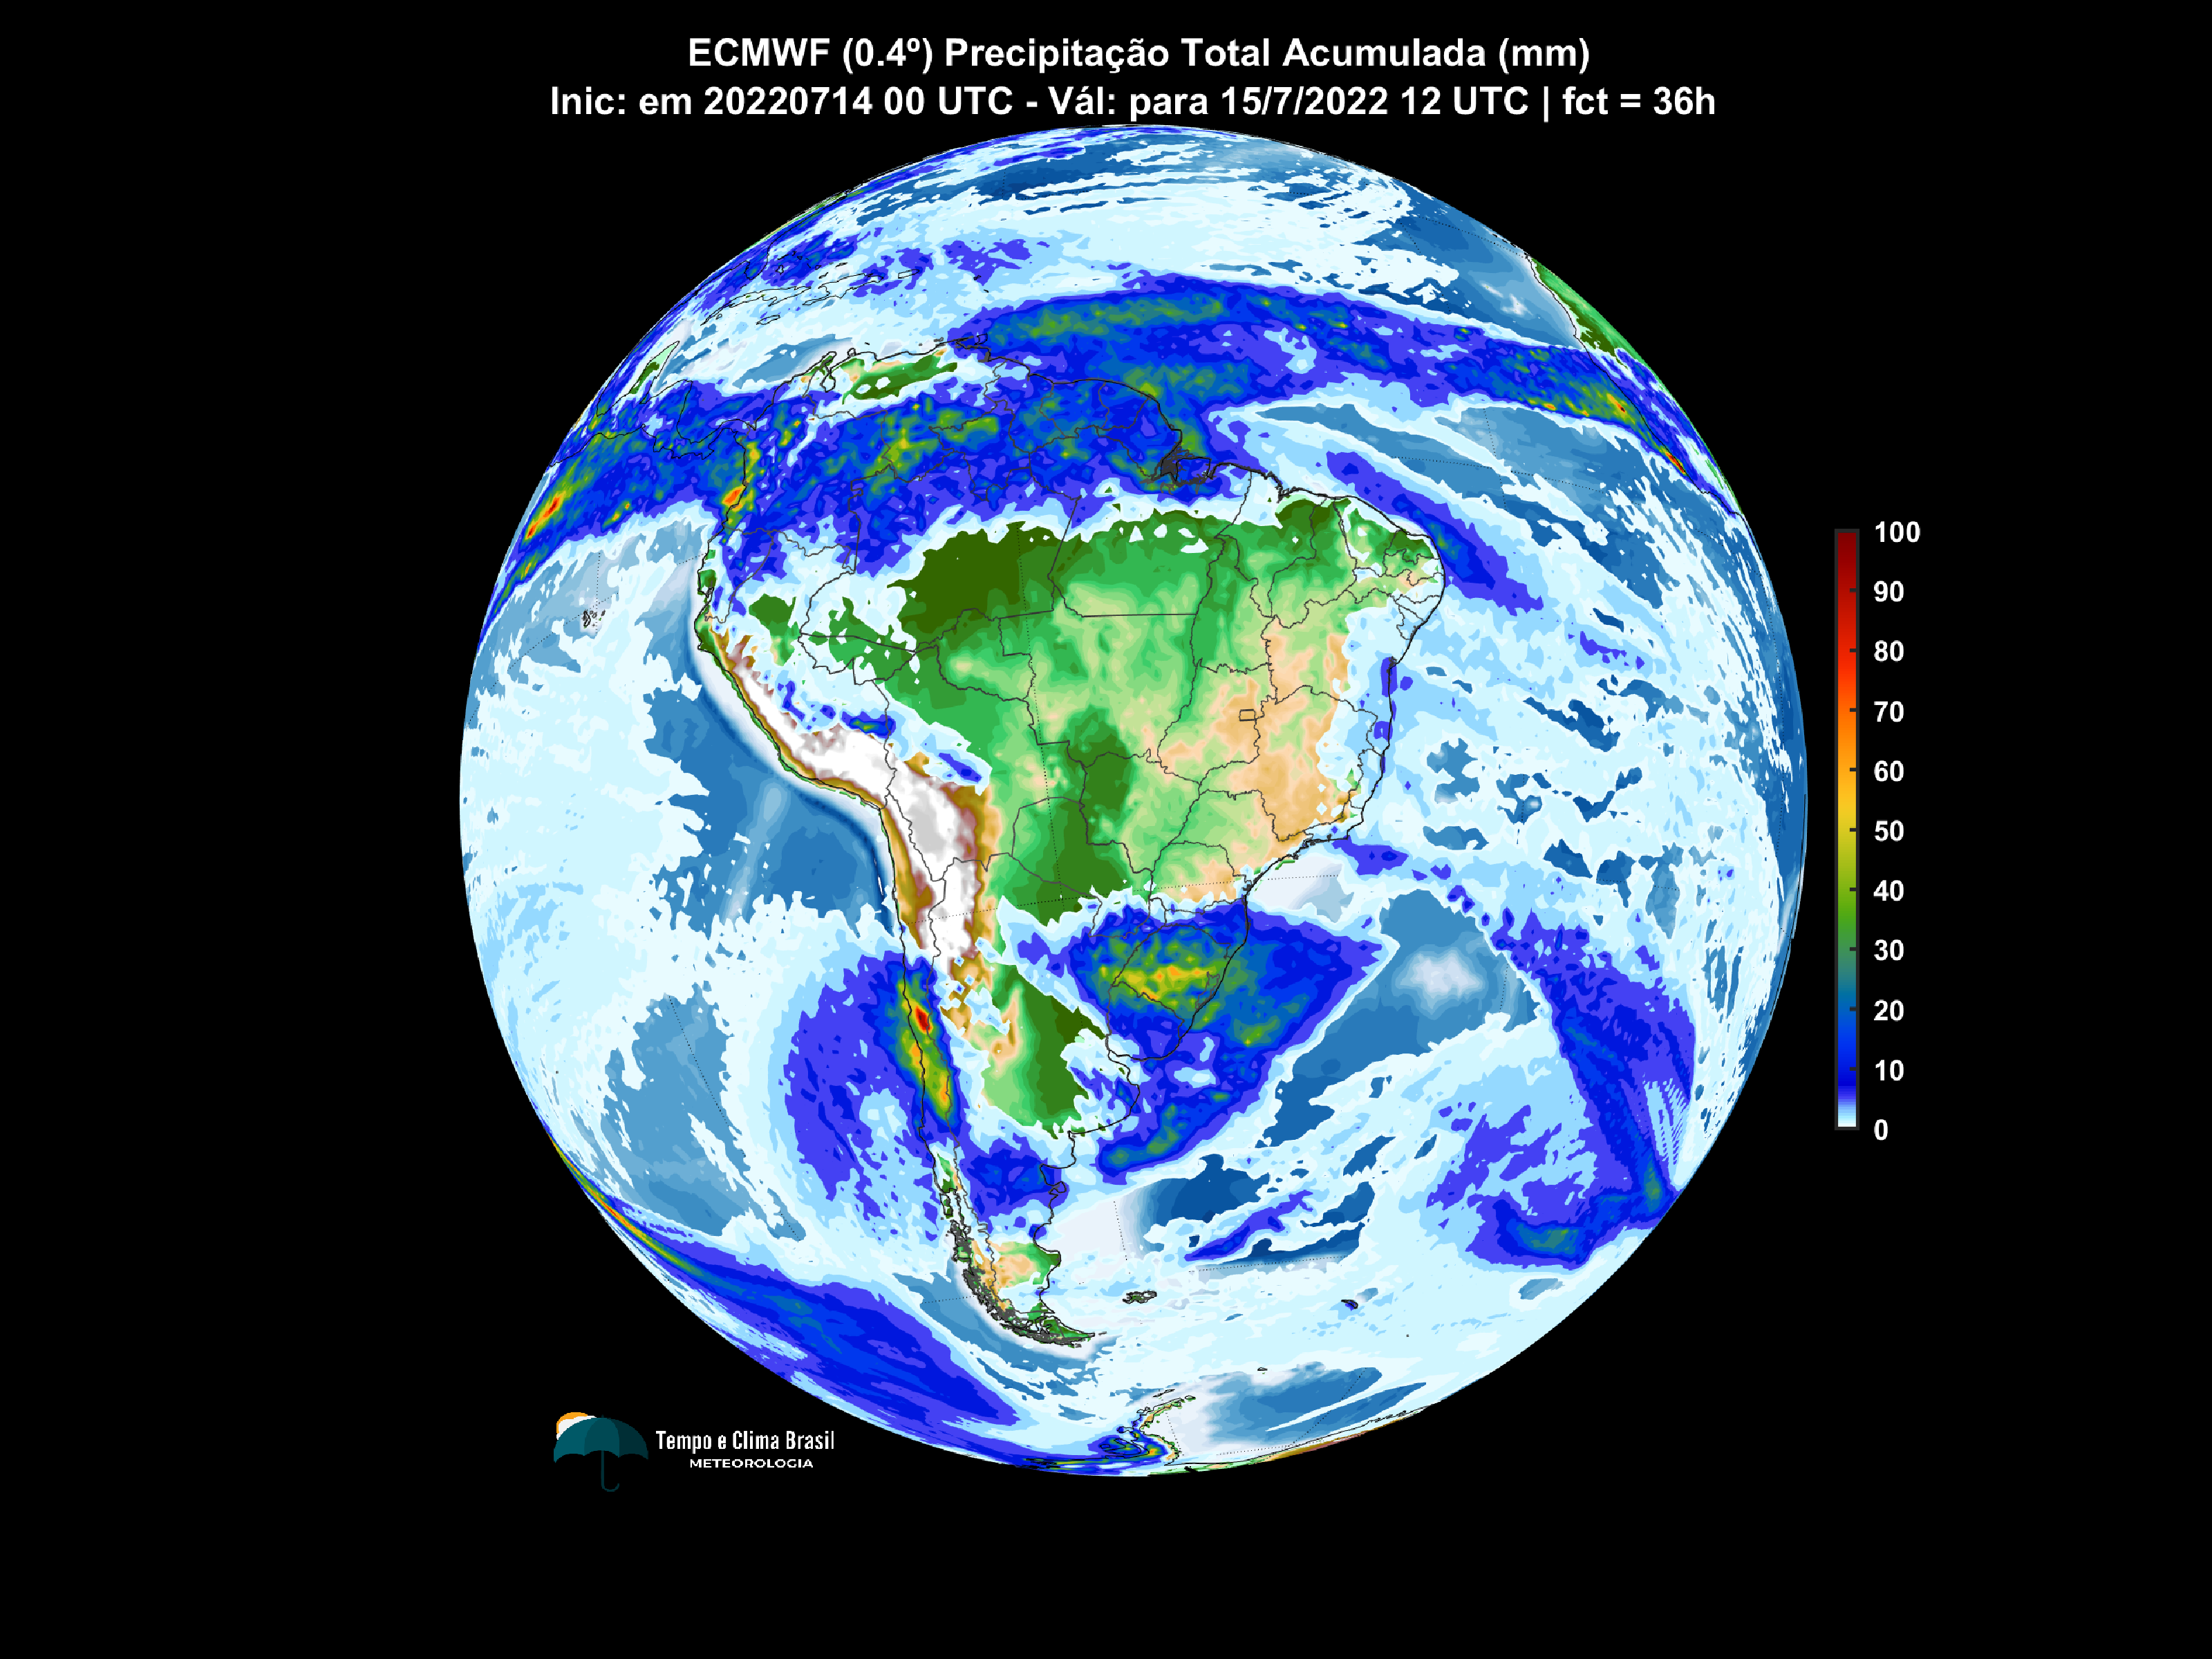 ECMWF (0.4º) Precipitação Total Acumulada (mm)
Inic: em 20220714 00 UTC - Vál: para 15/7/2022 12 UTC | fct = 36h
100
90
80
70
60
50
40
30
20
10
0
Tempo e Clima Brasil
METEOROLOGIA